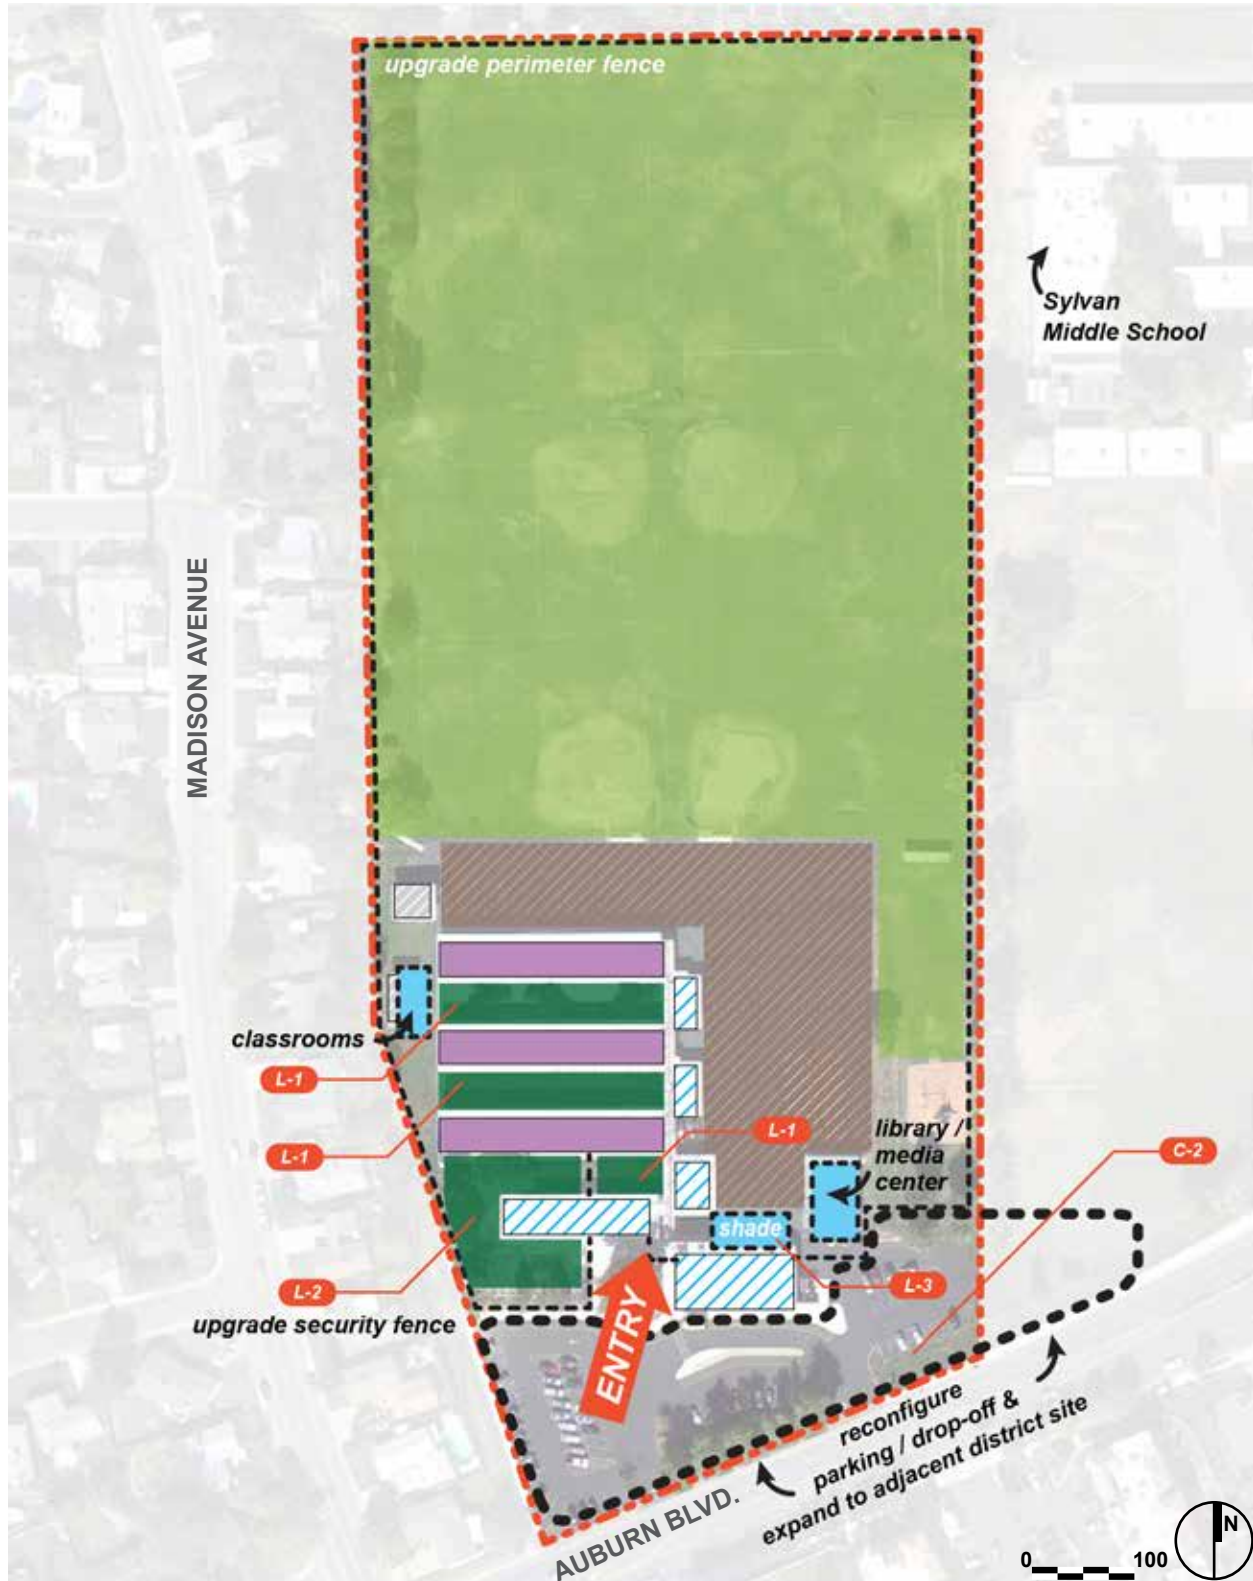 upgrade perimeter fence
Sylvan
Middle School
MADISON AVENUE
classrooms
L-1
L-1
L-1
library /
media
center
C-2
shade
L-2
L-3
upgrade security fence
ENTRY
reconfigure
parking / drop-off &
expand to adjacent district site
AUBURN BLVD.
N
0 100